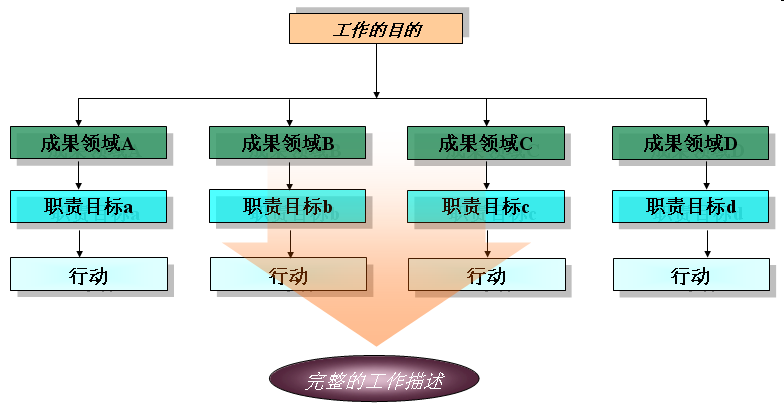 工作的目的
成果领域A
成果领域B
成果领域C
成果领域D
职责目标a
职责目标b
职责目标c
职责目标d
行动
行动
行动
行动
完整的工作描述